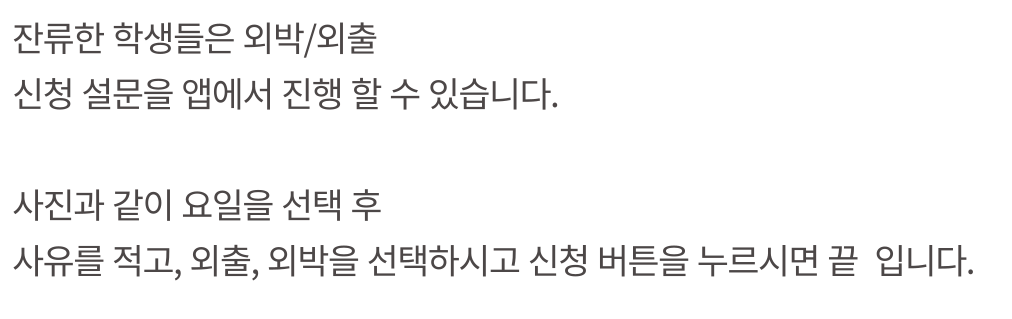 잔류한 학생들은 외박/외출
신청 설문을 앱에서 진행 할 수 있습니다.
사진과 같이 요일을 선택 후
사유를 적고, 외출, 외박을 선택하시고 신청 버튼을 누르시면 끝  입니다.